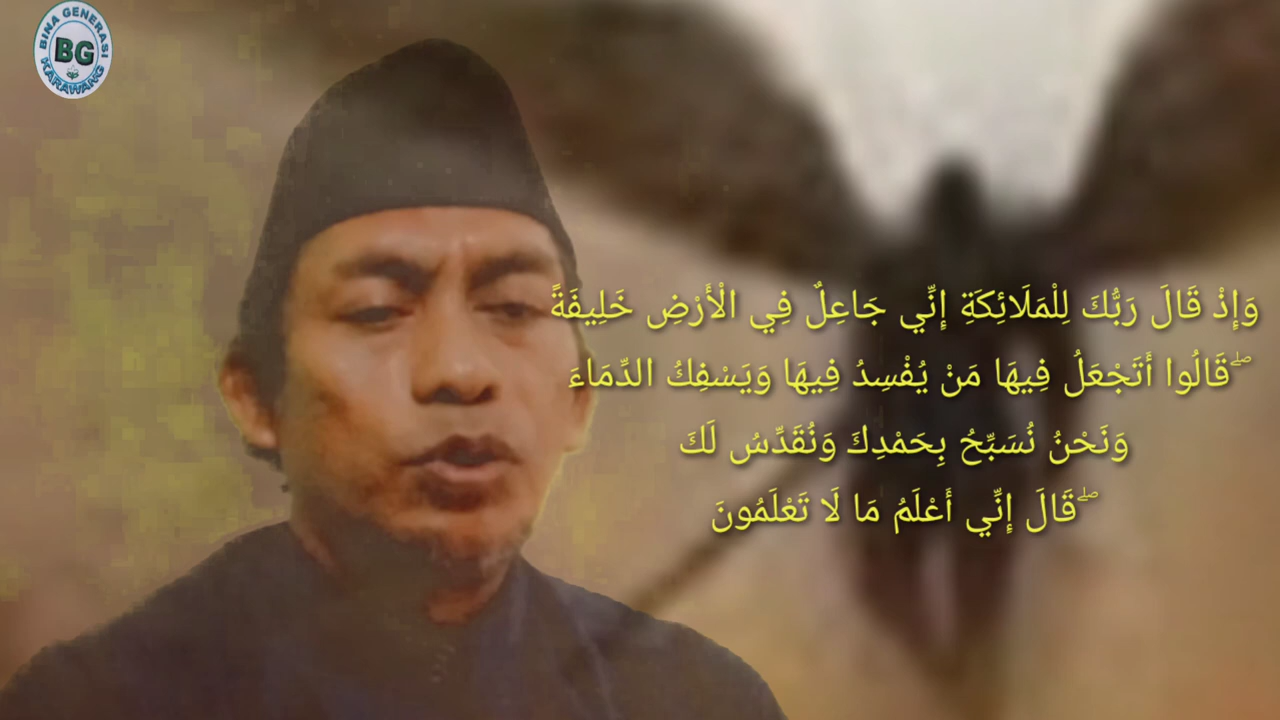 BINA GENERASI
BG
KARAWANG
وَإِذْ قَالَ رَبُّكَ لِلْمَلَائِكَةِ إِنِّي جَاعِلٌ فِي الْأَرْضِ خَلِيفَةً
ۖ قَالُوا أَتَجْعَلُ فِيهَا مَنْ يُفْسِدُ فِيهَا وَيَسْفِكُ الدِّمَاءَ
وَنَحْنُ نُسَبِّحُ بِحَمْدِكَ وَنُقَدِّسُ لَكَ
ۖ قَالَ إِنِّي أَعْلَمُ مَا لَا تَعْلَمُونَ